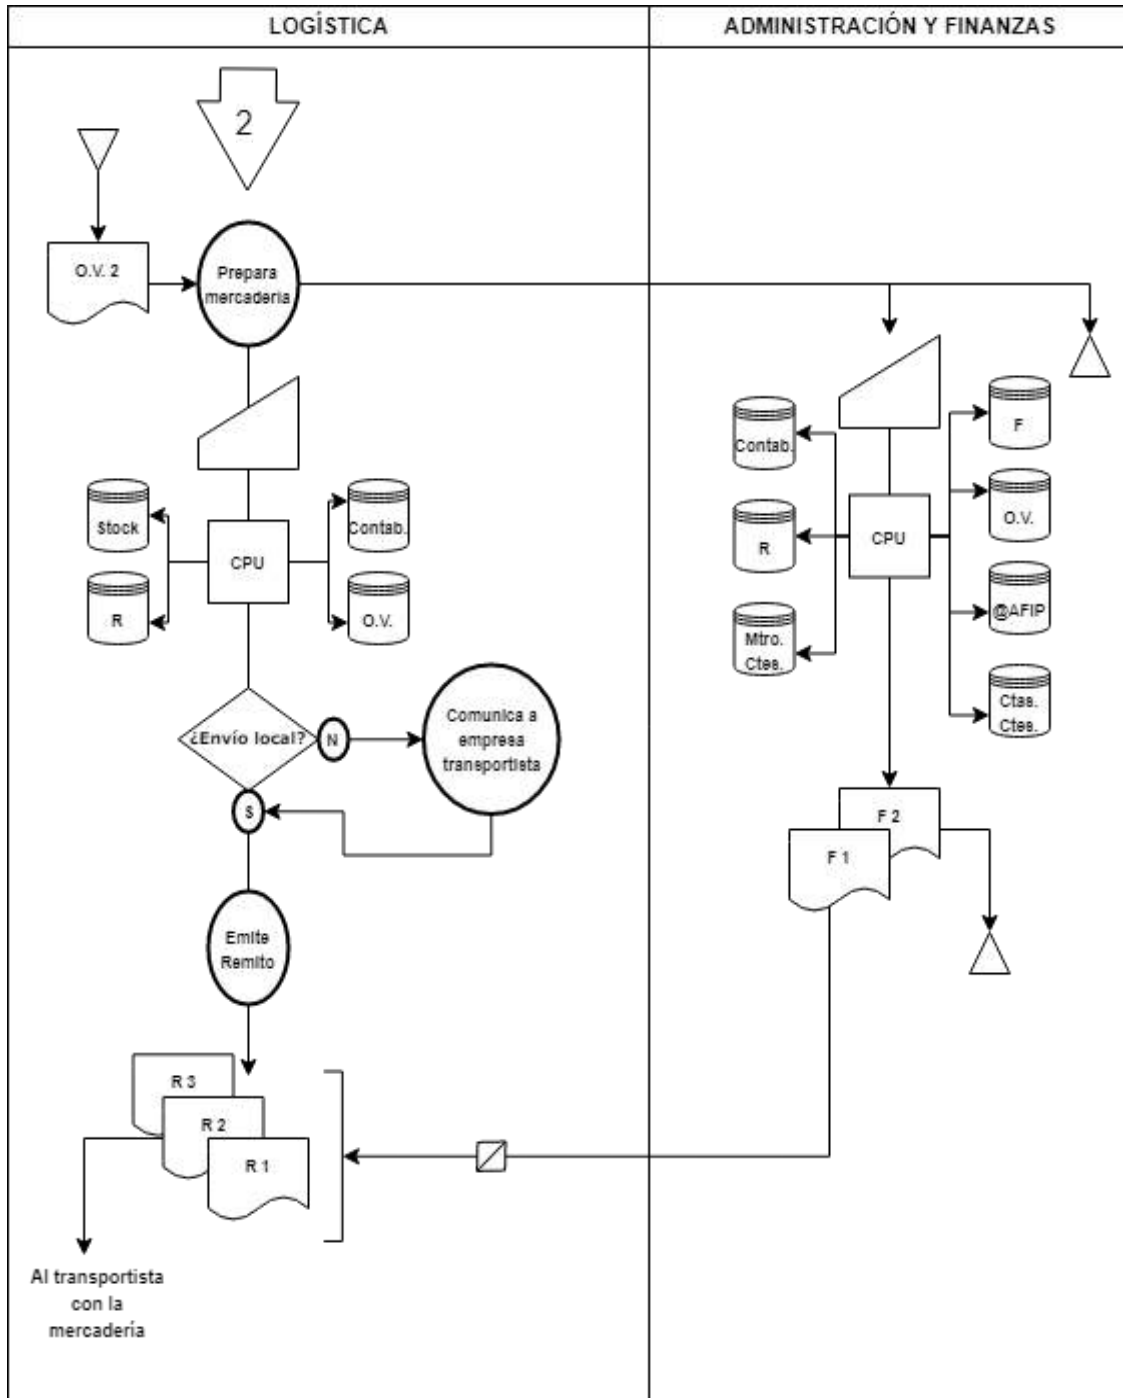 LOGÍSTICA
ADMINISTRACIÓN Y FINANZAS
2
O.V. 2
Prepara
mercadería
Stock
Contab.
CPU
R
O.V.
¿Envío local?
N
Comunica a
empresa
transportista
S
Emite
Remito
R 3
R 2
R 1
Al transportista
con la
mercadería
Contab.
F
R
CPU
O.V.
@AFIP
Mtro.
Ctes.
Ctas.
Ctes.
F 2
F 1